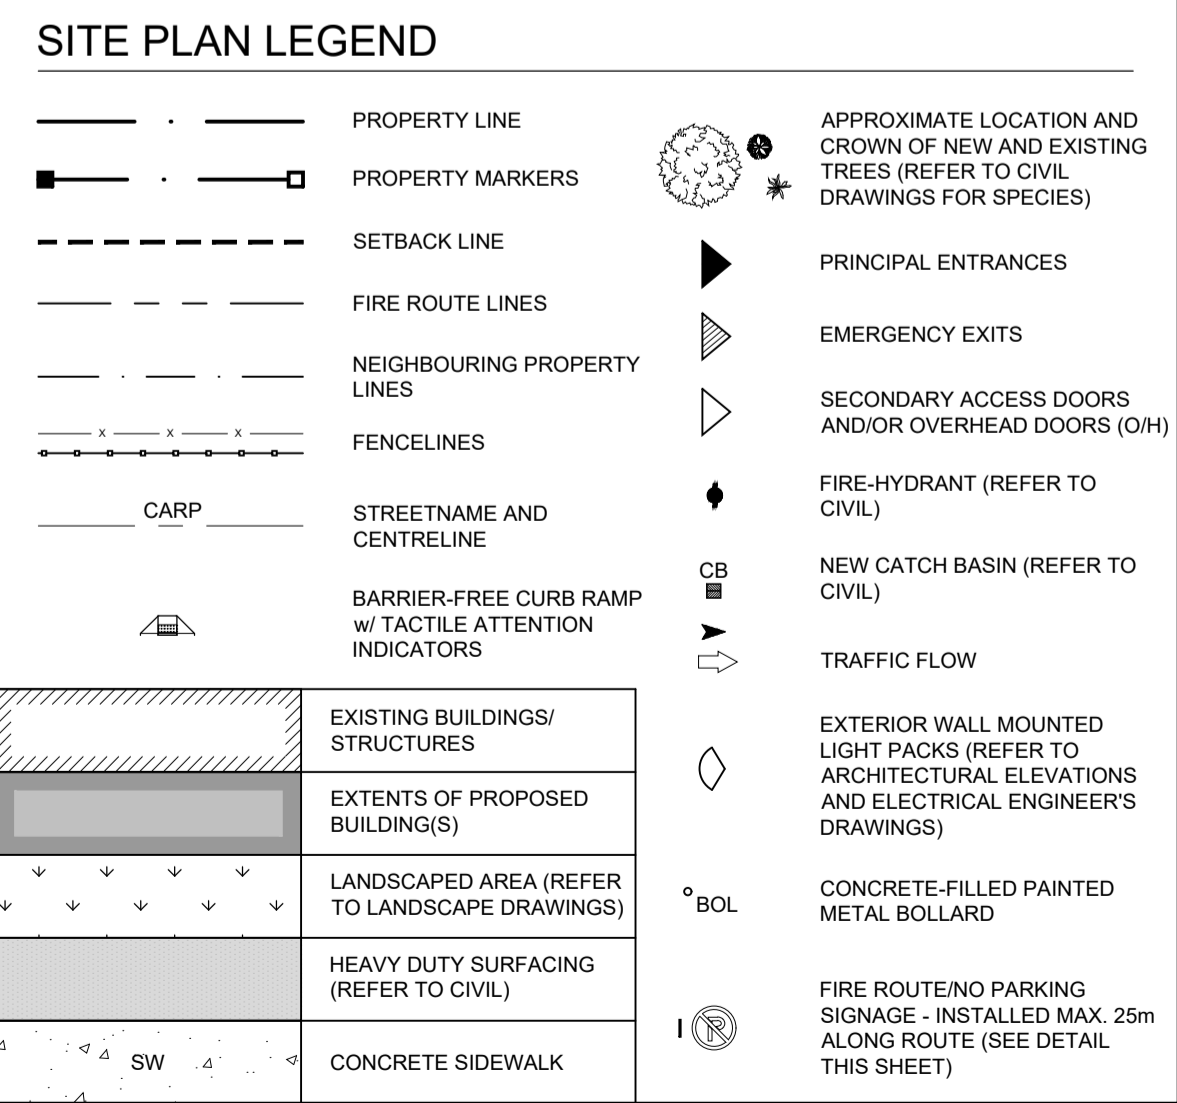 SITE PLAN LEGEND
PROPERTY LINE
PROPERTY MARKERS
SETBACK LINE
FIRE ROUTE LINES
NEIGHBOURING PROPERTY
LINES
x x x
FENCELINES
CARP
STREETNAME AND
CENTRELINE
BARRIER-FREE CURB RAMP
w/ TACTILE ATTENTION
INDICATORS
EXISTING BUILDINGS/
STRUCTURES
EXTENTS OF PROPOSED
BUILDING(S)
LANDSCAPED AREA (REFER
TO LANDSCAPE DRAWINGS)
HEAVY DUTY SURFACING
(REFER TO CIVIL)
SW
CONCRETE SIDEWALK
APPROXIMATE LOCATION AND
CROWN OF NEW AND EXISTING
TREES (REFER TO CIVIL
DRAWINGS FOR SPECIES)
PRINCIPAL ENTRANCES
EMERGENCY EXITS
SECONDARY ACCESS DOORS
AND/OR OVERHEAD DOORS (O/H)
FIRE-HYDRANT (REFER TO
CIVIL)
CB
NEW CATCH BASIN (REFER TO
CIVIL)
TRAFFIC FLOW
EXTERIOR WALL MOUNTED
LIGHT PACKS (REFER TO
ARCHITECTURAL ELEVATIONS
AND ELECTRICAL ENGINEER'S
DRAWINGS)
BOL
CONCRETE-FILLED PAINTED
METAL BOLLARD
P
FIRE ROUTE/NO PARKING
SIGNAGE - INSTALLED MAX. 25m
ALONG ROUTE (SEE DETAIL
THIS SHEET)